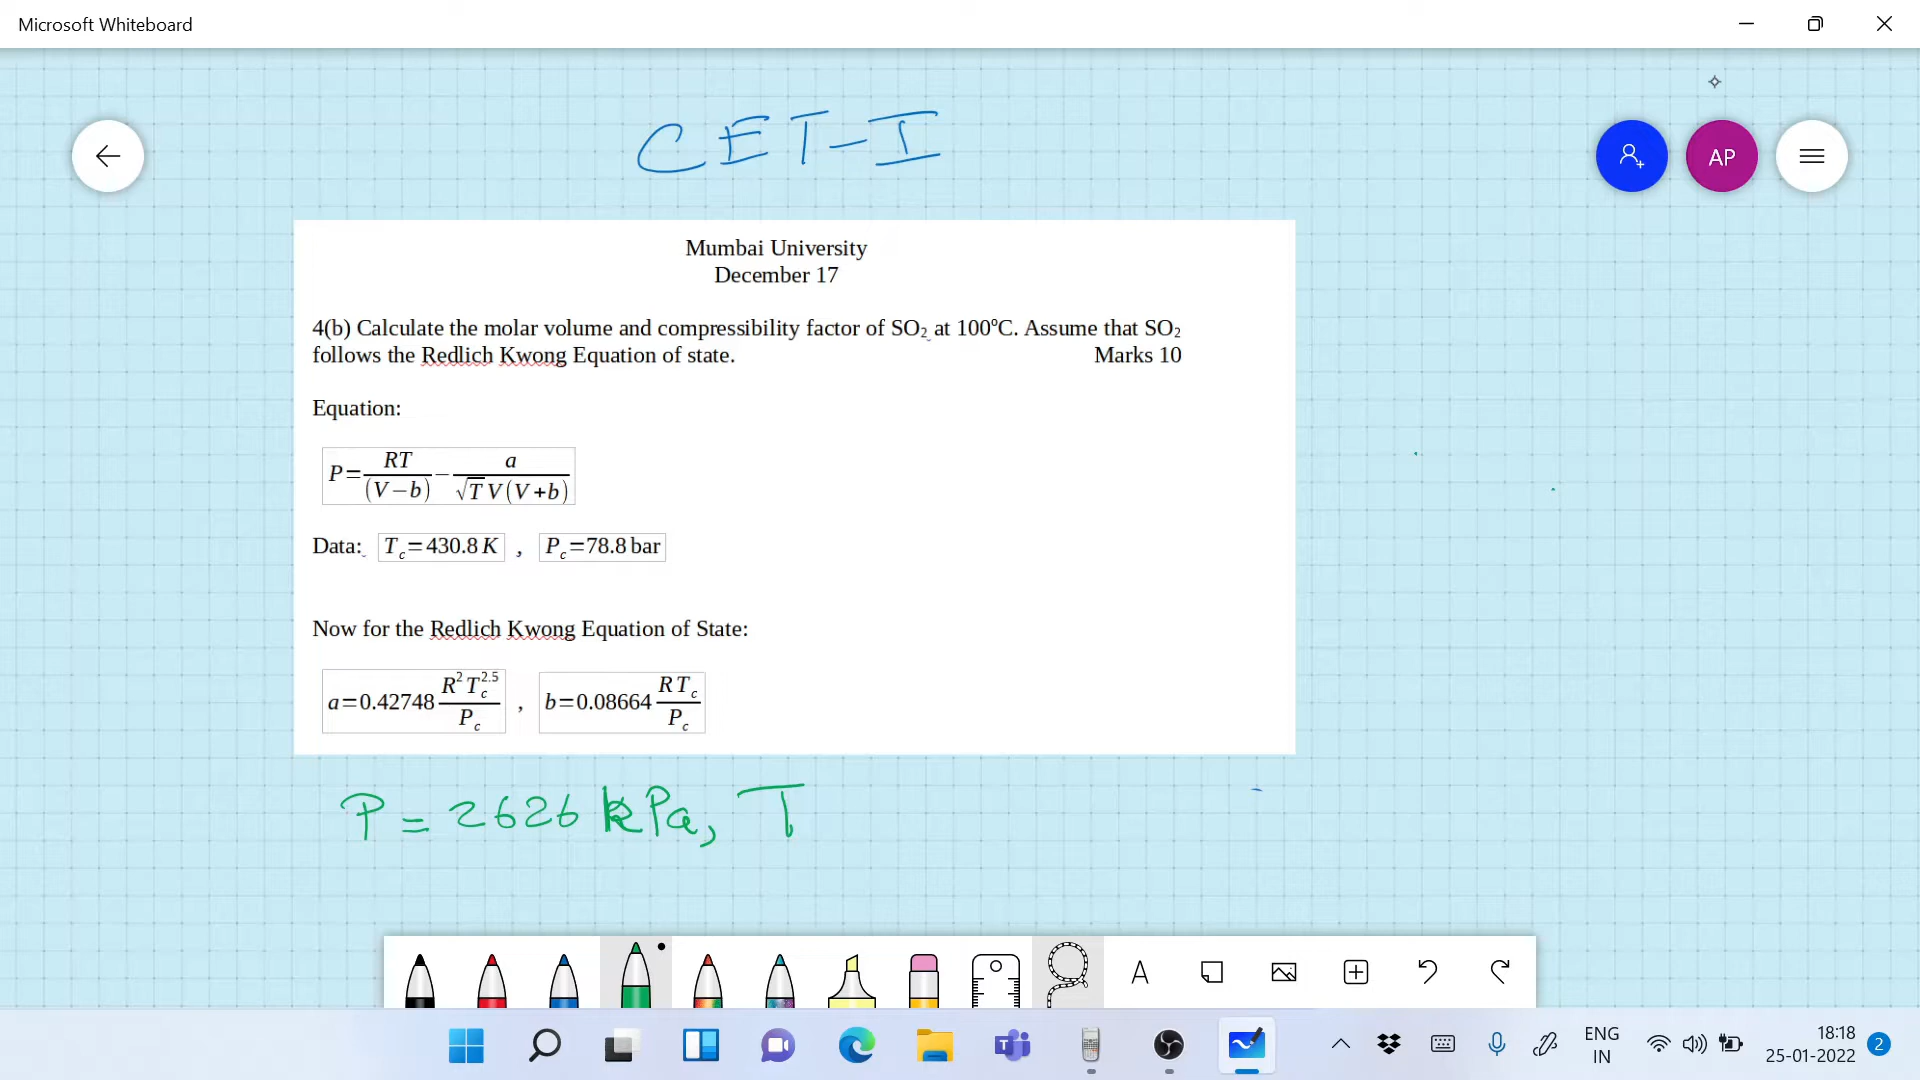 Microsoft Whiteboard
CET-I
AP
Mumbai University
December 17
4(b) Calculate the molar volume and compressibility factor of SO₂ at 100°C. Assume that SO₂
follows the Redlich Kwong Equation of state. Marks 10
Equation:
P=RT/(V−b)−a/(√T V(V+b))
Data: T_c=430.8 K , P_c=78.8 bar
Now for the Redlich Kwong Equation of State:
a=0.42748 R²T_c^2.5/P_c , b=0.08664 RT_c/P_c
P = 2626 kPa, T
A
T
ENG
IN
18:18
25-01-2022
2